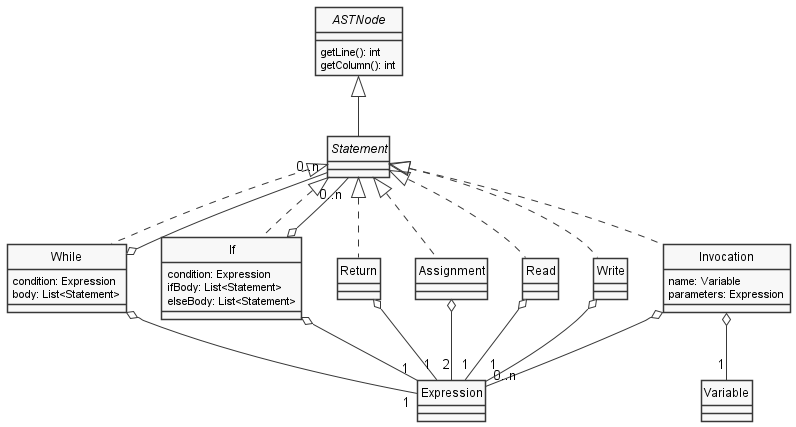 ASTNode
getLine(): int
getColumn(): int
Statement
0..n
0..n
While
condition: Expression
body: List<Statement>
If
condition: Expression
ifBody: List<Statement>
elseBody: List<Statement>
Return
Assignment
Read
Write
Invocation
name: Variable
parameters: Expression
1
1
1
2
1
1
0..n
1
Expression
Variable